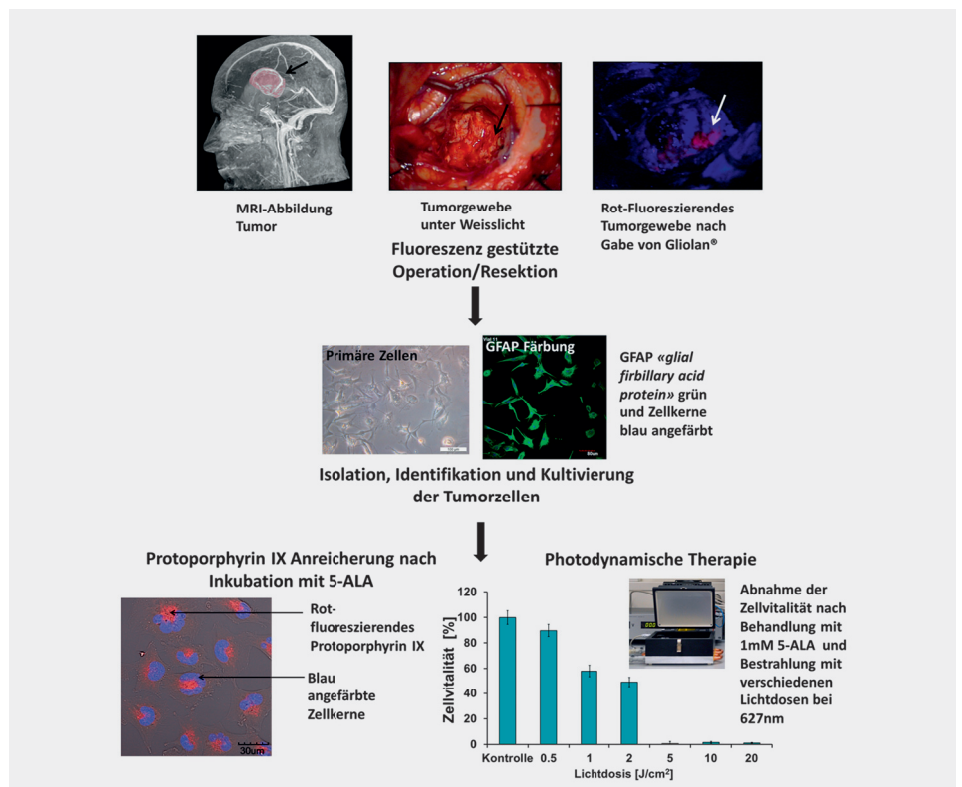 MRI-Abbildung
Tumor
Tumorgewebe
unter Weisslicht
Rot-Fluoreszierendes
Tumorgewebe nach
Gabe von Gliolan®
Fluoreszenz gestützte
Operation/Resektion
Primäre Zellen
GFAP Färbung
GFAP «glial
firbillary acid
protein» grün
und Zellkerne
blau angefärbt
Isolation, Identifikation und Kultivierung
der Tumorzellen
Protoporphyrin IX Anreicherung nach
Inkubation mit 5-ALA
Rot-
fluoreszierendes
Protoporphyrin IX
Blau
angefärbte
Zellkerne
30um
Photodynamische Therapie
Zellvitalität [%]
120
100
80
60
40
20
0
Kontrolle 0.5 1 2 5 10 20
Lichtdosis [J/cm²]
Abnahme der
Zellvitalität nach
Behandlung mit
1mM 5-ALA und
Bestrahlung mit
verschiedenen
Lichtdosen bei
627nm